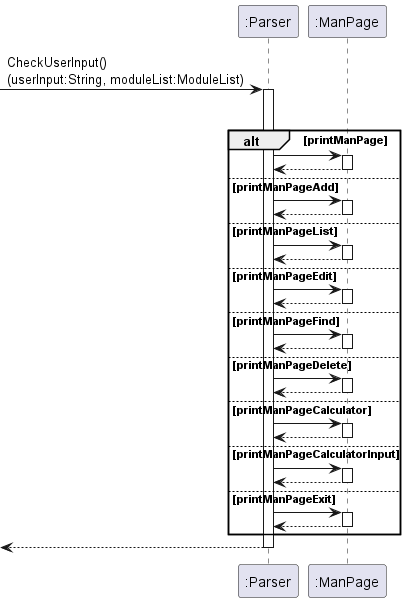 :Parser :ManPage
CheckUserInput()
(userInput:String, moduleList:ModuleList)
alt [printManPage]
[printManPageAdd]
[printManPageList]
[printManPageEdit]
[printManPageFind]
[printManPageDelete]
[printManPageCalculator]
[printManPageCalculatorInput]
[printManPageExit]
:Parser :ManPage